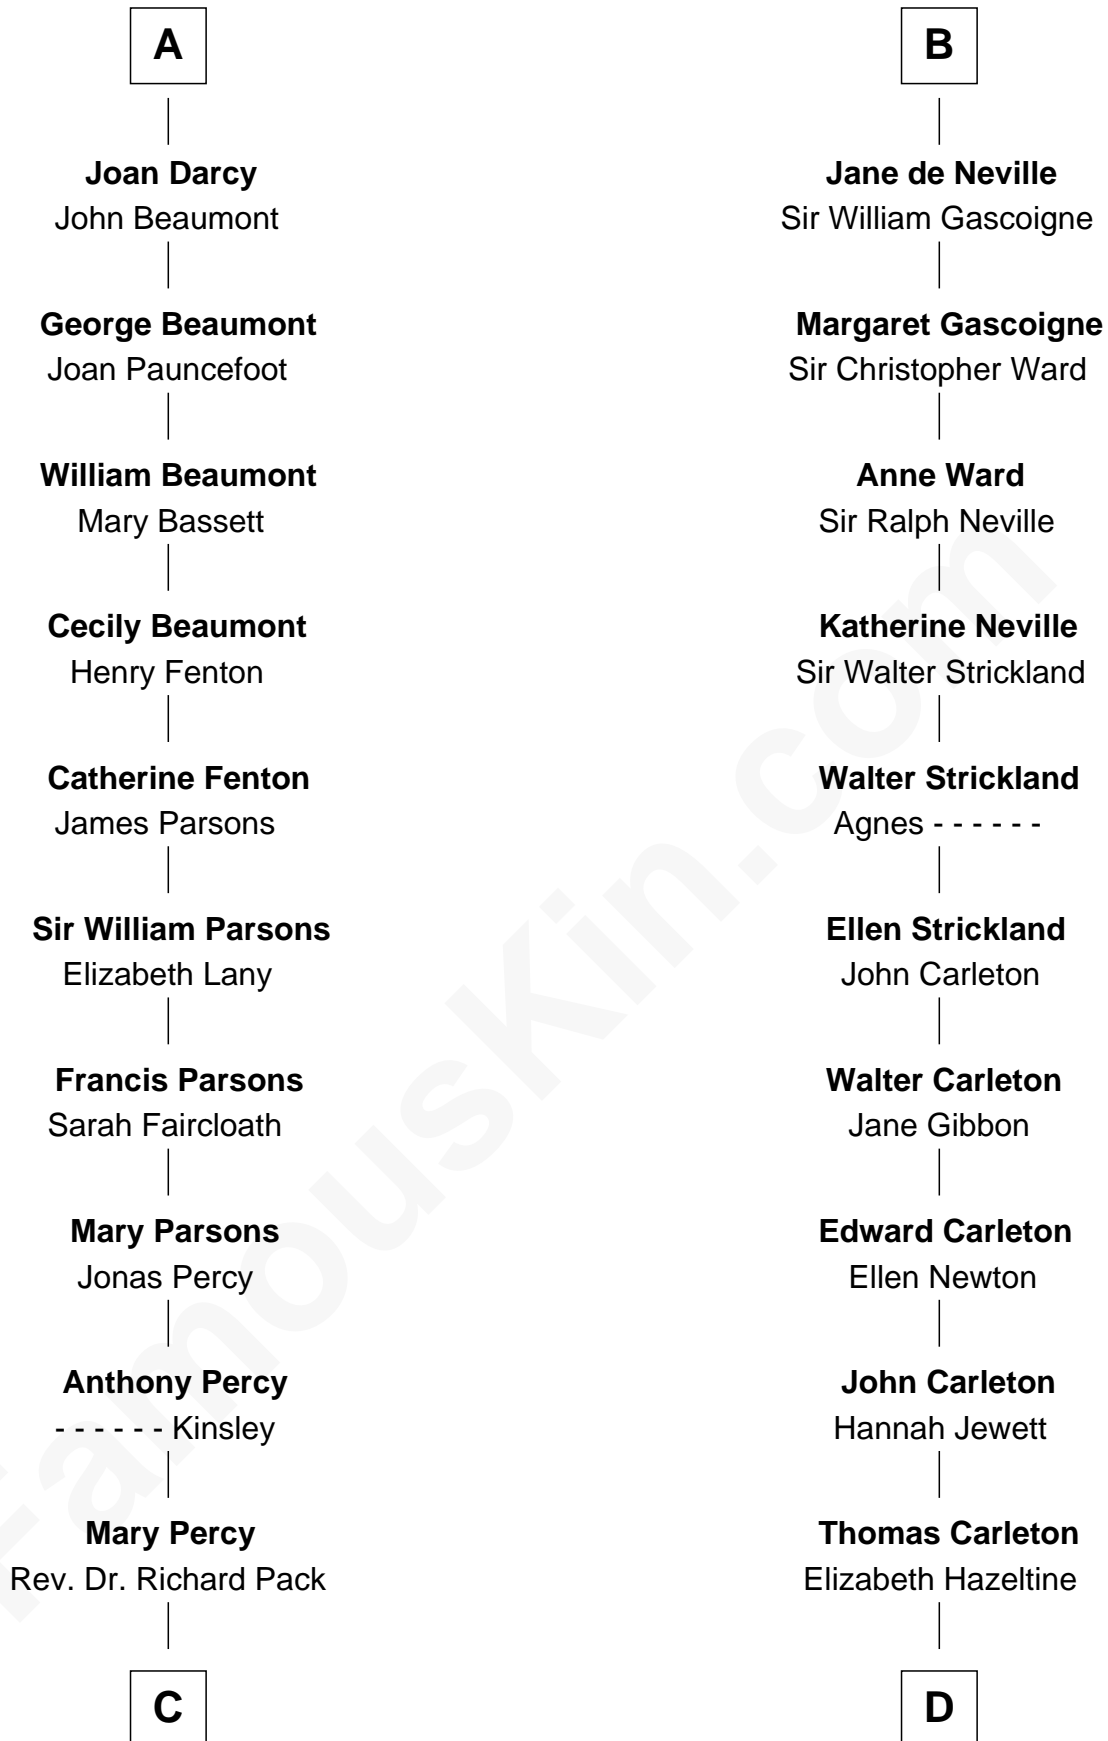 A
Joan Darcy
John Beaumont
George Beaumont
Joan Pauncefoot
William Beaumont
Mary Bassett
Cecily Beaumont
Henry Fenton
Catherine Fenton
James Parsons
Sir William Parsons
Elizabeth Lany
Francis Parsons
Sarah Faircloath
Mary Parsons
Jonas Percy
Anthony Percy
- - - - - - Kinsley
Mary Percy
Rev. Dr. Richard Pack
C
B
Jane de Neville
Sir William Gascoigne
Margaret Gascoigne
Sir Christopher Ward
Anne Ward
Sir Ralph Neville
Katherine Neville
Sir Walter Strickland
Walter Strickland
Agnes - - - - - -
Ellen Strickland
John Carleton
Walter Carleton
Jane Gibbon
Edward Carleton
Ellen Newton
John Carleton
Hannah Jewett
Thomas Carleton
Elizabeth Hazeltine
D
FamousKin.com